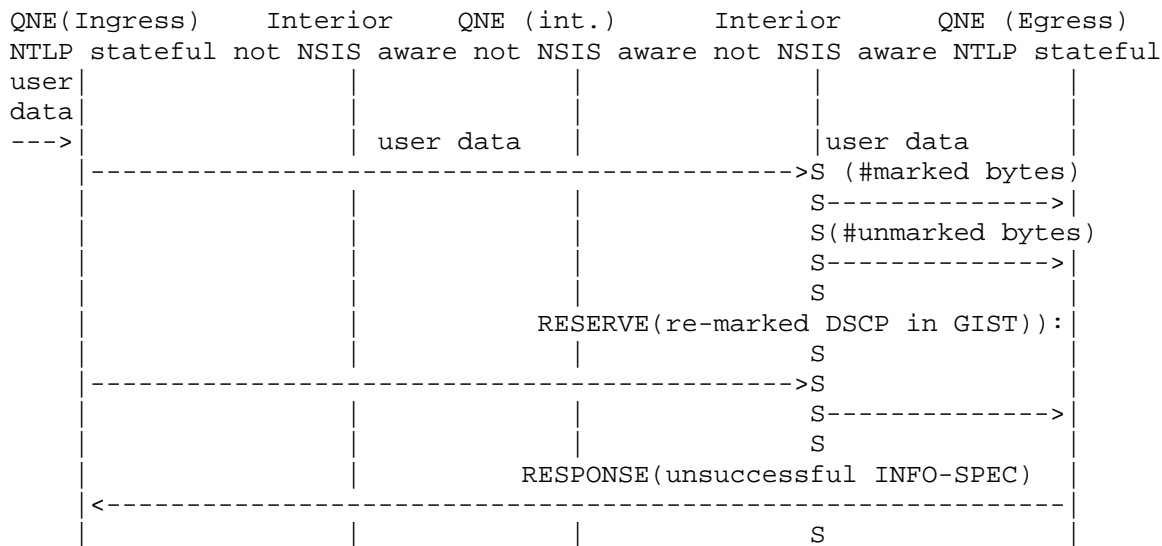 QNE(Ingress) Interior QNE (int.) Interior QNE (Egress)
NTLP stateful not NSIS aware not NSIS aware not NSIS aware NTLP stateful
user
data
---> user data user data
S (#marked bytes)
S
S(#unmarked bytes)
S
S
RESERVE(re-marked DSCP in GIST)):
S
S
S
S
RESPONSE(unsuccessful INFO-SPEC)
S